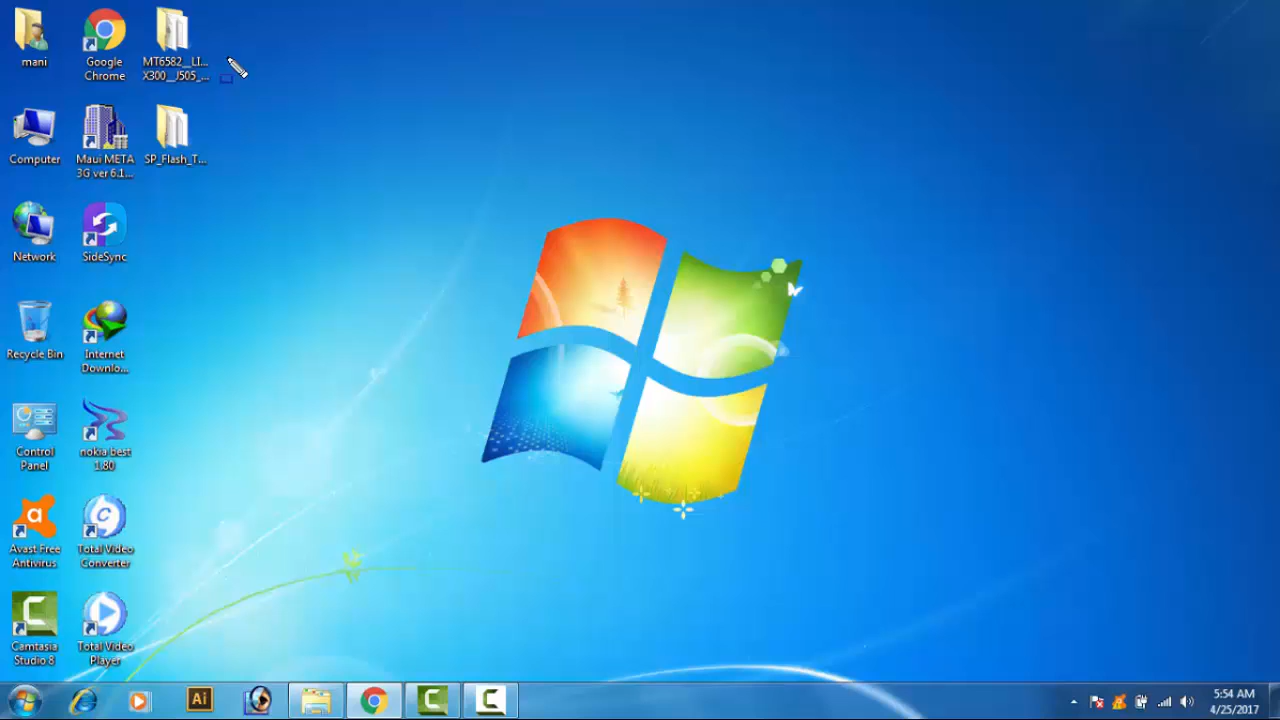 mani
Google
Chrome
MT6582__LI...
X300__J505_...
Computer
Maui META
3G ver 6.1...
SP_Flash_T...
Network
SideSync
Recycle Bin
Internet
Downlo...
Control
Panel
nokia best
1.80
Avast Free
Antivirus
Total Video
Converter
Camtasia
Studio 8
Total Video
Player
Ai
5:54 AM
4/25/2017